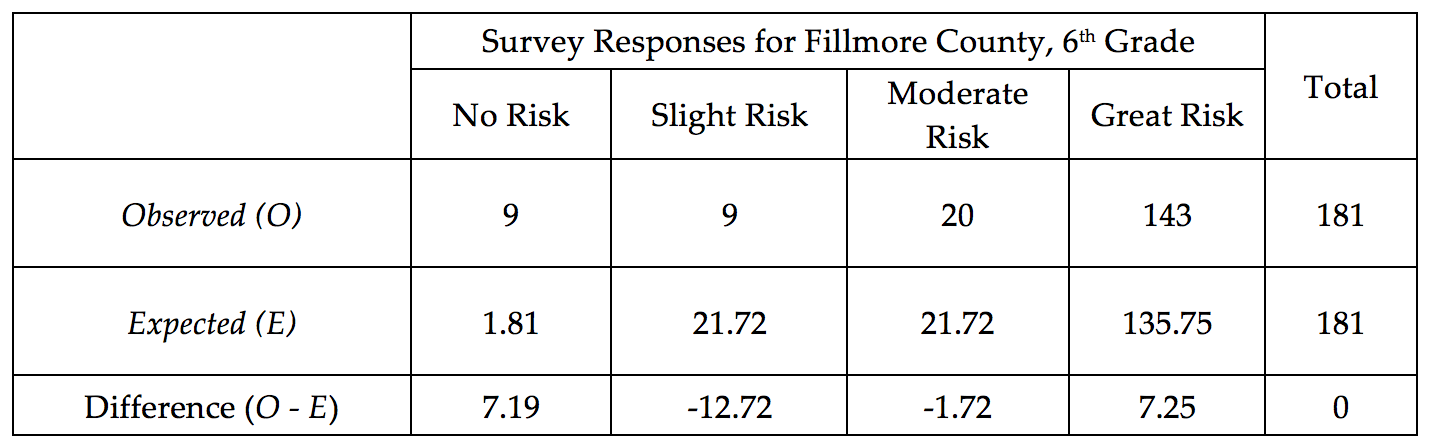 Survey Responses for Fillmore County, 6th Grade Total
No Risk Slight Risk Moderate Risk Great Risk
Observed (O) 9 9 20 143 181
Expected (E) 1.81 21.72 21.72 135.75 181
Difference (O - E) 7.19 -12.72 -1.72 7.25 0